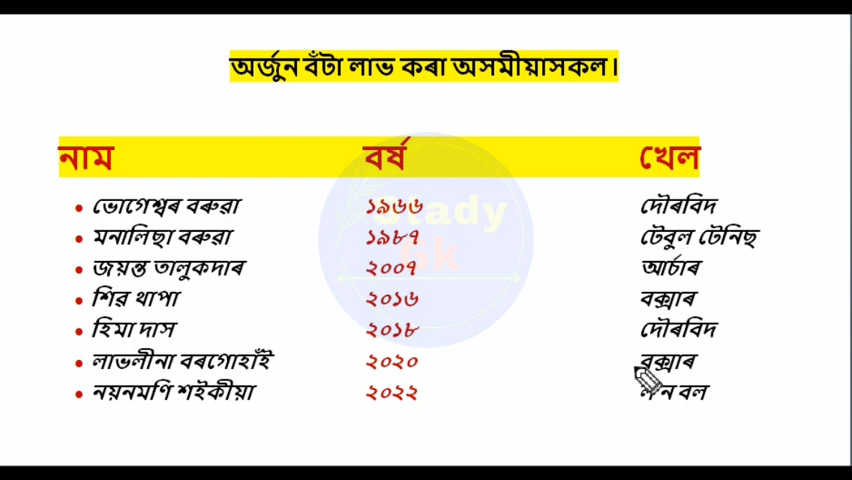 অৰ্জুন বঁটা লাভ কৰা অসমীয়াসকল।
নাম বৰ্ষ খেল
• ভোগেশ্বৰ বৰুৱা ১৯৬৬ দৌৰবিদ
• মনালিছা বৰুৱা ১৯৮৭ টেবুল টেনিছ
• জয়ন্ত তালুকদাৰ ২০০৭ আৰ্চাৰ
• শিৱ থাপা ২০১৬ বক্সাৰ
• হিমা দাস ২০১৮ দৌৰবিদ
• লাভলীনা বৰগোহাঁই ২০২০ বক্সাৰ
• নয়নমণি শইকীয়া ২০২২ ল'ন বল